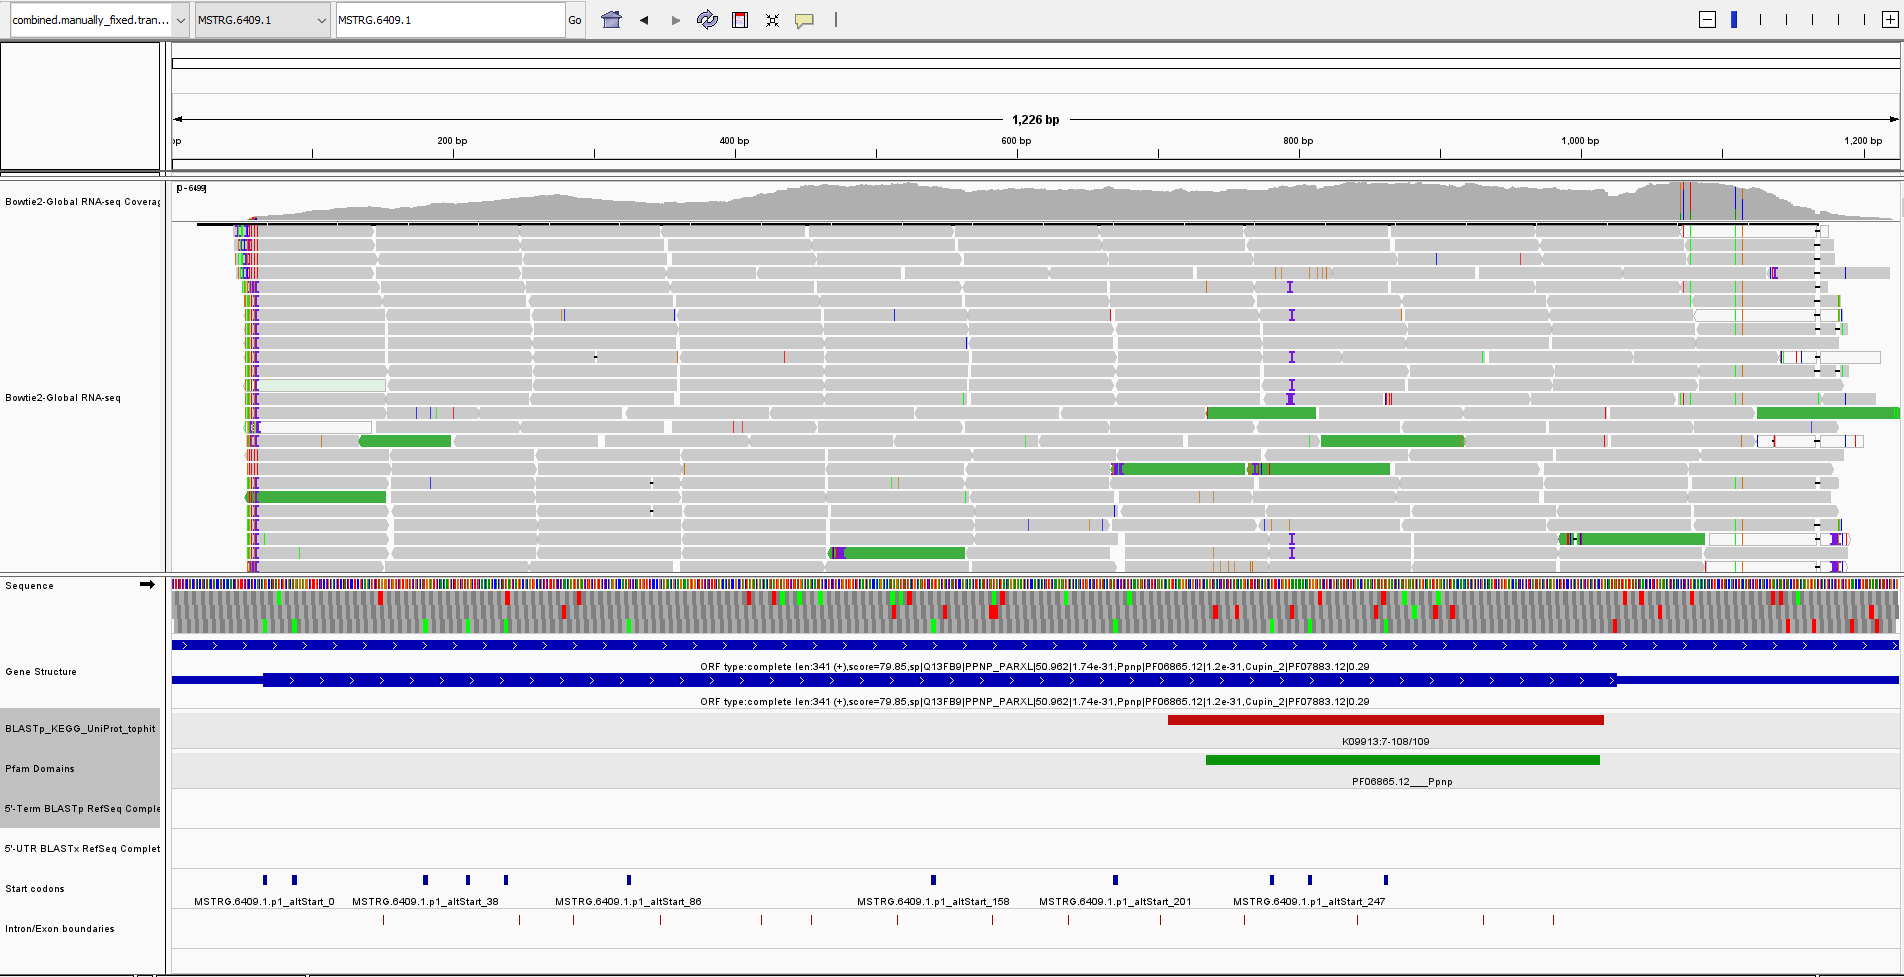 combined.manually_fixed.tran... MSTRG.6409.1 MSTRG.6409.1 Go
1,226 bp
bp 200 bp 400 bp 600 bp 800 bp 1,000 bp 1,200 bp
[0 - 6499]
Bowtie2-Global RNA-seq Coverag
Bowtie2-Global RNA-seq
Sequence
ORF type:complete len:341 (+),score=79.85,sp|Q13FB9|PPNP_PARXL|50.962|1.74e-31,Ppnp|PF06865.12|1.2e-31,Cupin_2|PF07883.12|0.29
Gene Structure
ORF type:complete len:341 (+),score=79.85,sp|Q13FB9|PPNP_PARXL|50.962|1.74e-31,Ppnp|PF06865.12|1.2e-31,Cupin_2|PF07883.12|0.29
BLASTp_KEGG_UniProt_tophit
K09913:7-108/109
Pfam Domains
PF06865.12___Ppnp
5'-Term BLASTp RefSeq Comple
5'-UTR BLASTx RefSeq Complet
Start codons
MSTRG.6409.1.p1_altStart_0 MSTRG.6409.1.p1_altStart_38 MSTRG.6409.1.p1_altStart_86 MSTRG.6409.1.p1_altStart_158 MSTRG.6409.1.p1_altStart_201 MSTRG.6409.1.p1_altStart_247
Intron/Exon boundaries